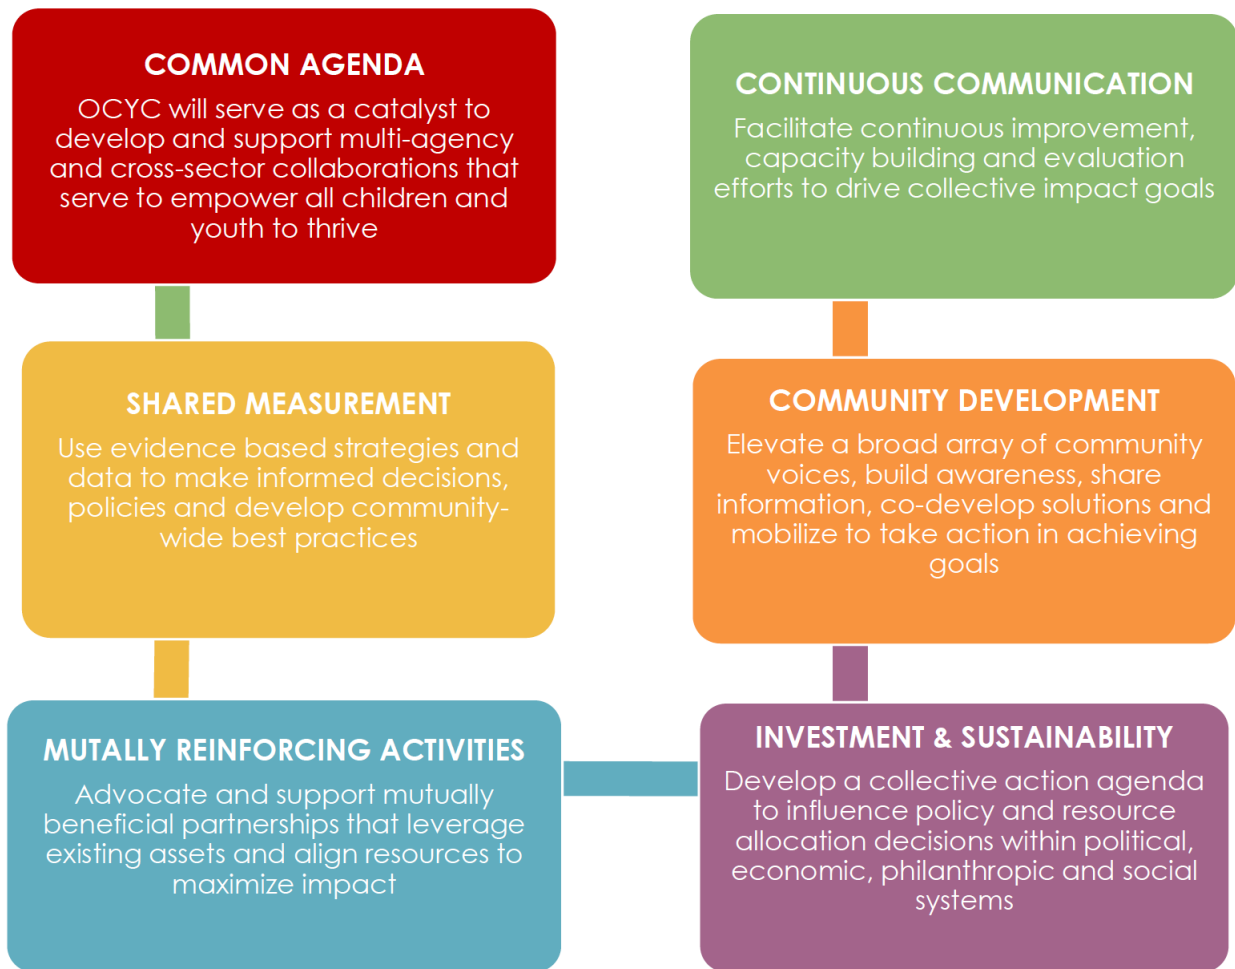 COMMON AGENDA
OCYC will serve as a catalyst to
develop and support multi-agency
and cross-sector collaborations that
serve to empower all children and
youth to thrive
SHARED MEASUREMENT
Use evidence based strategies and
data to make informed decisions,
policies and develop community-
wide best practices
MUTALLY REINFORCING ACTIVITIES
Advocate and support mutually
beneficial partnerships that leverage
existing assets and align resources to
maximize impact
INVESTMENT & SUSTAINABILITY
Develop a collective action agenda
to influence policy and resource
allocation decisions within political,
economic, philanthropic and social
systems
COMMUNITY DEVELOPMENT
Elevate a broad array of community
voices, build awareness, share
information, co-develop solutions and
mobilize to take action in achieving
goals
CONTINUOUS COMMUNICATION
Facilitate continuous improvement,
capacity building and evaluation
efforts to drive collective impact goals